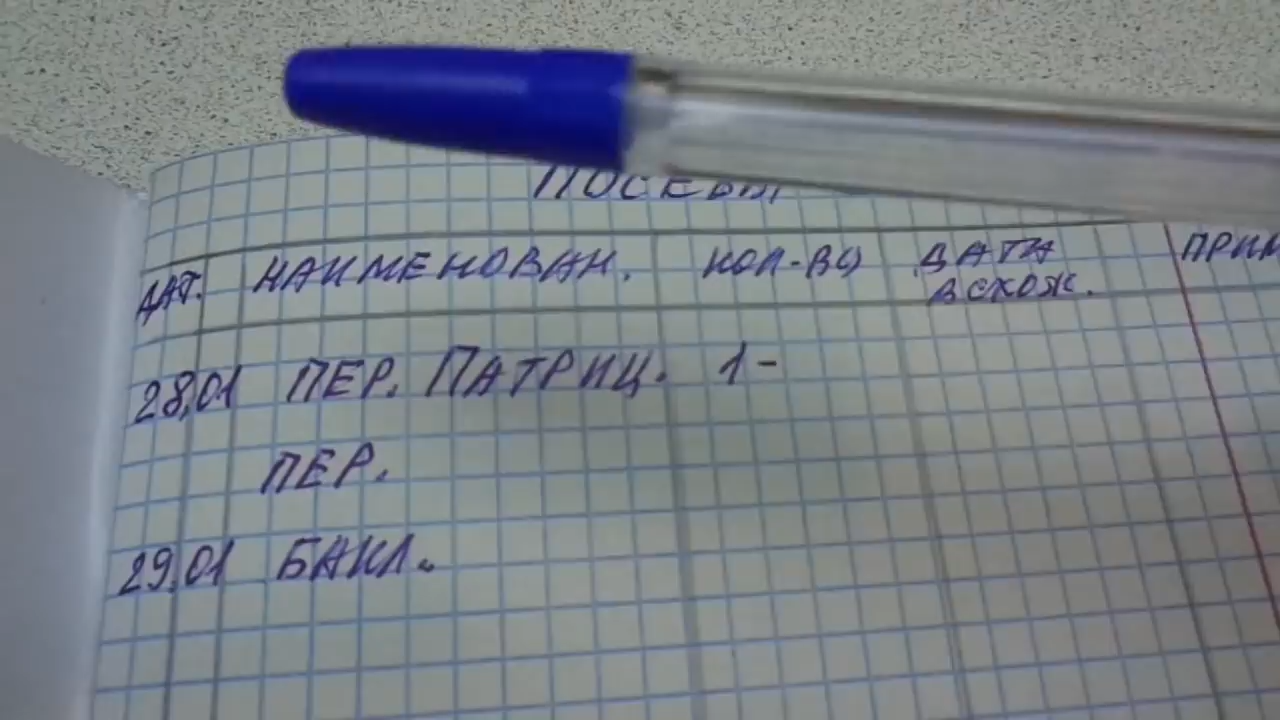 ПОСЕВЫ
ДАТ. НАИМЕНОВАН. КОЛ-ВО ДАТА ВСХОЖ. ПРИМ
28,01 ПЕР. ПАТРИЦ. 1-
ПЕР.
29,01 БАКЛ.